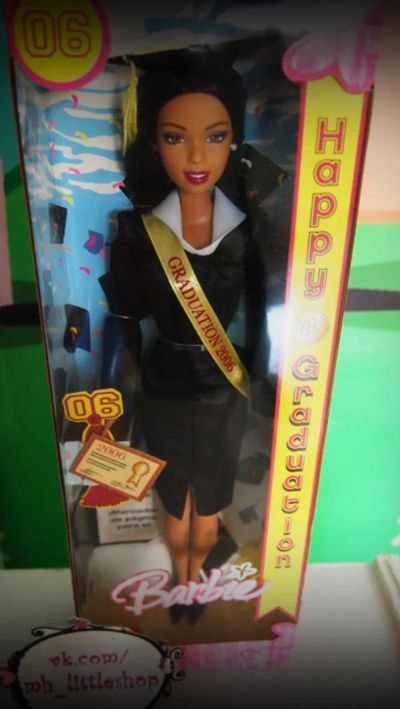 06
Happy Graduation
GRADUATION 2006
06
2006
Barbie
vk.com/
mh_littleshop